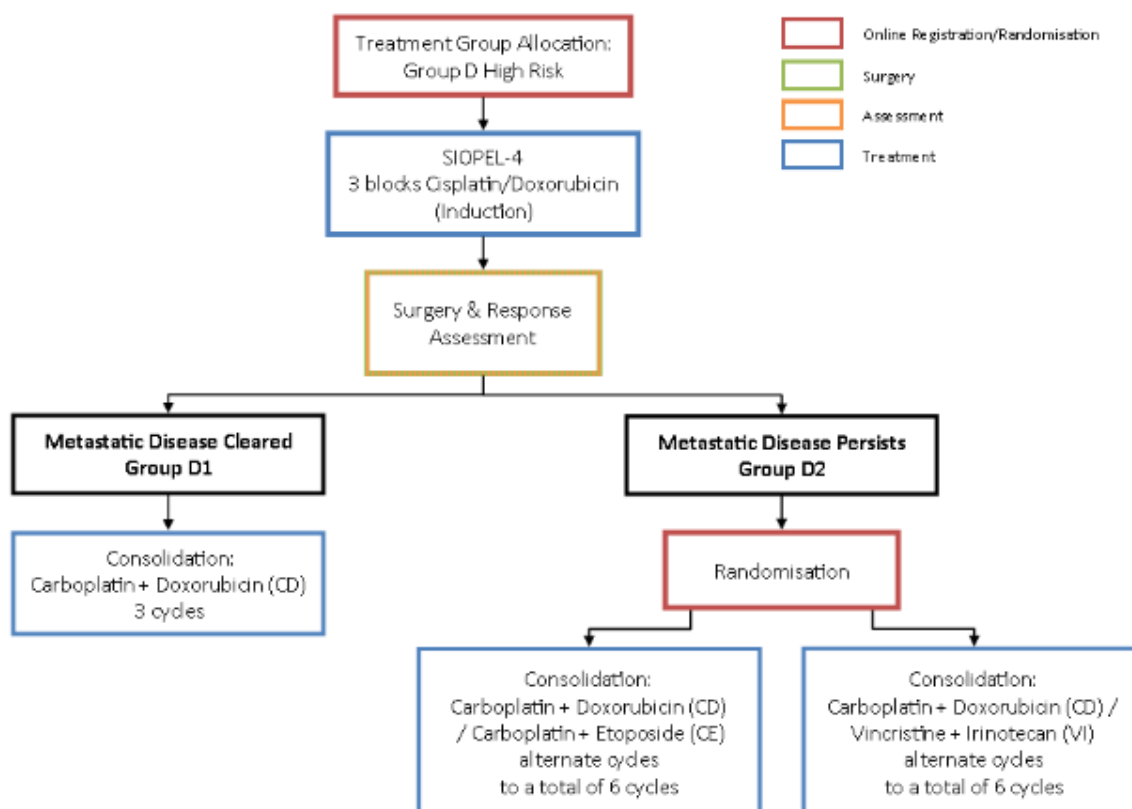 Treatment Group Allocation:
Group D High Risk
Online Registration/Randomisation
Surgery
Assessment
Treatment
SIOPEL-4
3 blocks Cisplatin/Doxorubicin
(Induction)
Surgery & Response
Assessment
Metastatic Disease Cleared
Group D1
Metastatic Disease Persists
Group D2
Consolidation:
Carboplatin + Doxorubicin (CD)
3 cycles
Randomisation
Consolidation:
Carboplatin + Doxorubicin (CD)
/ Carboplatin + Etoposide (CE)
alternate cycles
to a total of 6 cycles
Consolidation:
Carboplatin + Doxorubicin (CD) /
Vincristine + Irinotecan (VI)
alternate cycles
to a total of 6 cycles